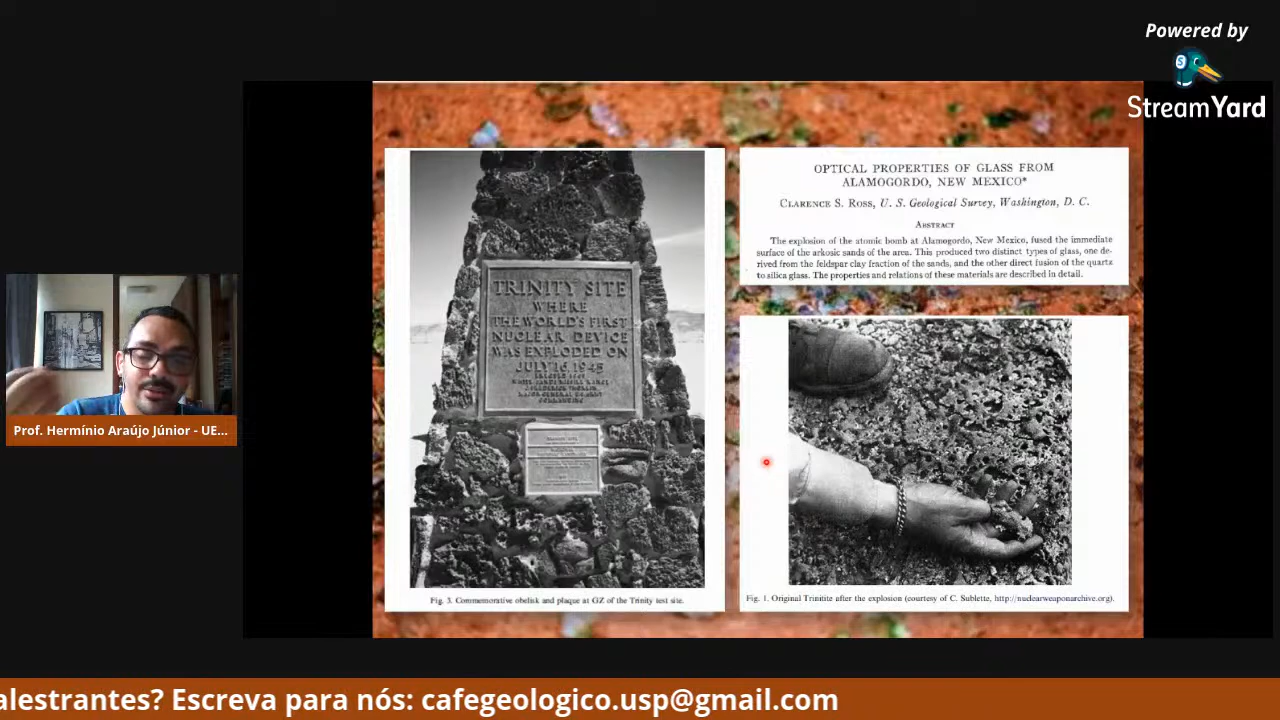 Powered by
StreamYard
TRINITY SITE
WHERE
THE WORLD'S FIRST
NUCLEAR DEVICE
WAS EXPLODED ON
JULY 16, 1945
Fig. 3. Commemorative obelisk and plaque at GZ of the Trinity test site.
OPTICAL PROPERTIES OF GLASS FROM
ALAMOGORDO, NEW MEXICO*
CLARENCE S. ROSS, U. S. Geological Survey, Washington, D. C.
ABSTRACT
The explosion of the atomic bomb at Alamogordo, New Mexico, fused the immediate
surface of the arkosic sands of the area. This produced two distinct types of glass, one de-
rived from the feldspar clay fraction of the sands, and the other direct fusion of the quartz
to silica glass. The properties and relations of these materials are described in detail.
Fig. 1. Original Trinitite after the explosion (courtesy of C. Sublette, http://nuclearweaponarchive.org).
Prof. Hermínio Araújo Júnior - UE...
alestrantes? Escreva para nós: cafegeologico.usp@gmail.com